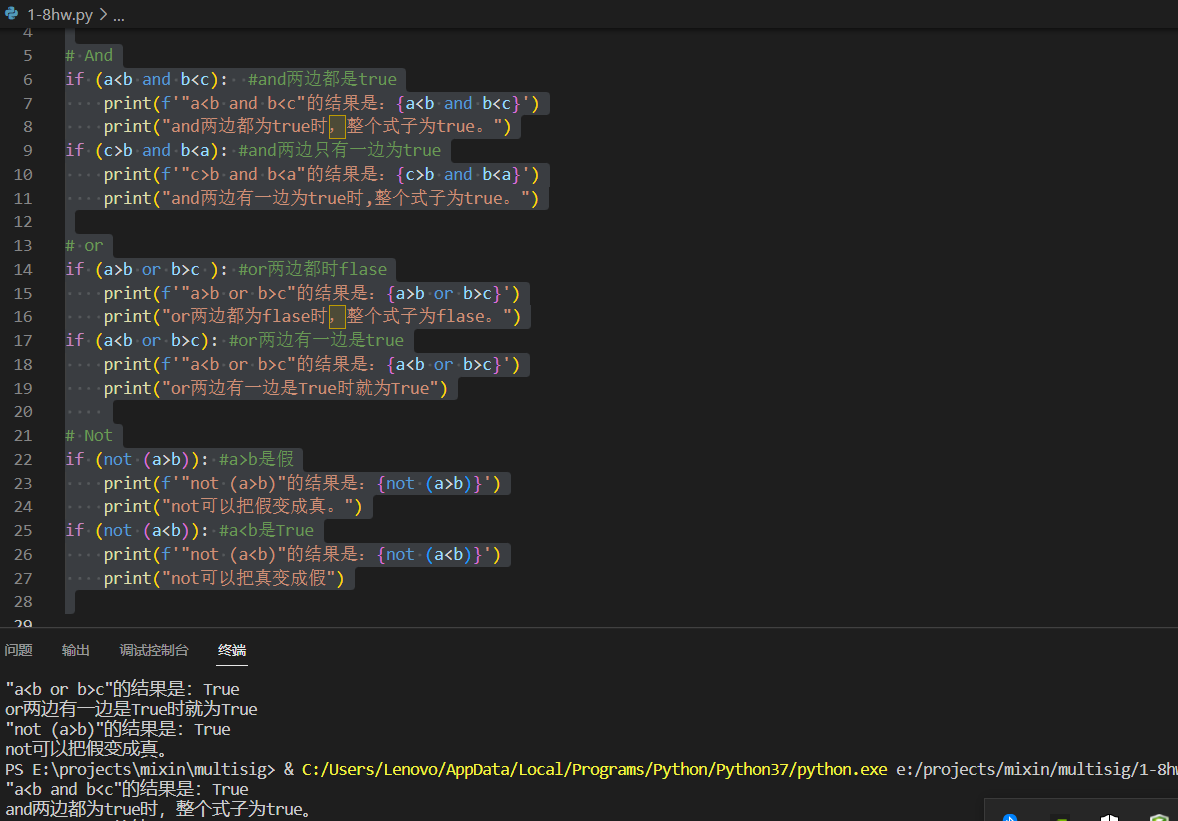 1-8hw.py > ...
4
5 # And
6 if (a<b and b<c):  #and两边都是true
7     print(f'"a<b and b<c"的结果是：{a<b and b<c}')
8     print("and两边都为true时，整个式子为true。")
9 if (c>b and b<a): #and两边只有一边为true
10     print(f'"c>b and b<a"的结果是：{c>b and b<a}')
11     print("and两边有一边为true时,整个式子为true。")
12
13 # or
14 if (a>b or b>c ): #or两边都时flase
15     print(f'"a>b or b>c"的结果是：{a>b or b>c}')
16     print("or两边都为flase时，整个式子为flase。")
17 if (a<b or b>c): #or两边有一边是true
18     print(f'"a<b or b>c"的结果是：{a<b or b>c}')
19     print("or两边有一边是True时就为True")
20
21 # Not
22 if (not (a>b)): #a>b是假
23     print(f'"not (a>b)"的结果是：{not (a>b)}')
24     print("not可以把假变成真。")
25 if (not (a<b)): #a<b是True
26     print(f'"not (a<b)"的结果是：{not (a<b)}')
27     print("not可以把真变成假")
28
29
问题 输出 调试控制台 终端
"a<b or b>c"的结果是：True
or两边有一边是True时就为True
"not (a>b)"的结果是：True
not可以把假变成真。
PS E:\projects\mixin\multisig> & C:/Users/Lenovo/AppData/Local/Programs/Python/Python37/python.exe e:/projects/mixin/multisig/1-8hw
"a<b and b<c"的结果是：True
and两边都为true时，整个式子为true。